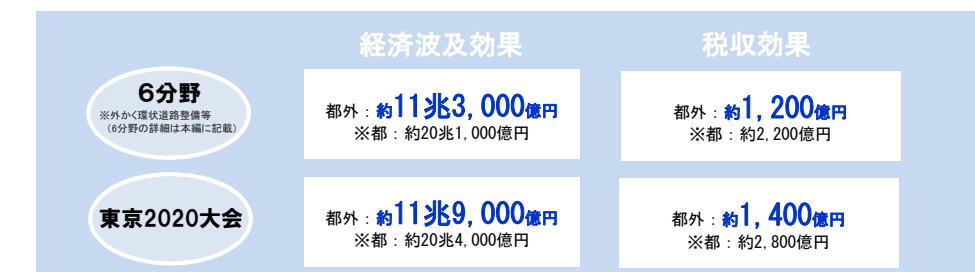 経済波及効果
税収効果
6分野
※外かく環状道路整備等
(6分野の詳細は本編に記載)
都外：約11兆3,000億円
※都：約20兆1,000億円
都外：約1,200億円
※都：約2,200億円
東京2020大会
都外：約11兆9,000億円
※都：約20兆4,000億円
都外：約1,400億円
※都：約2,800億円